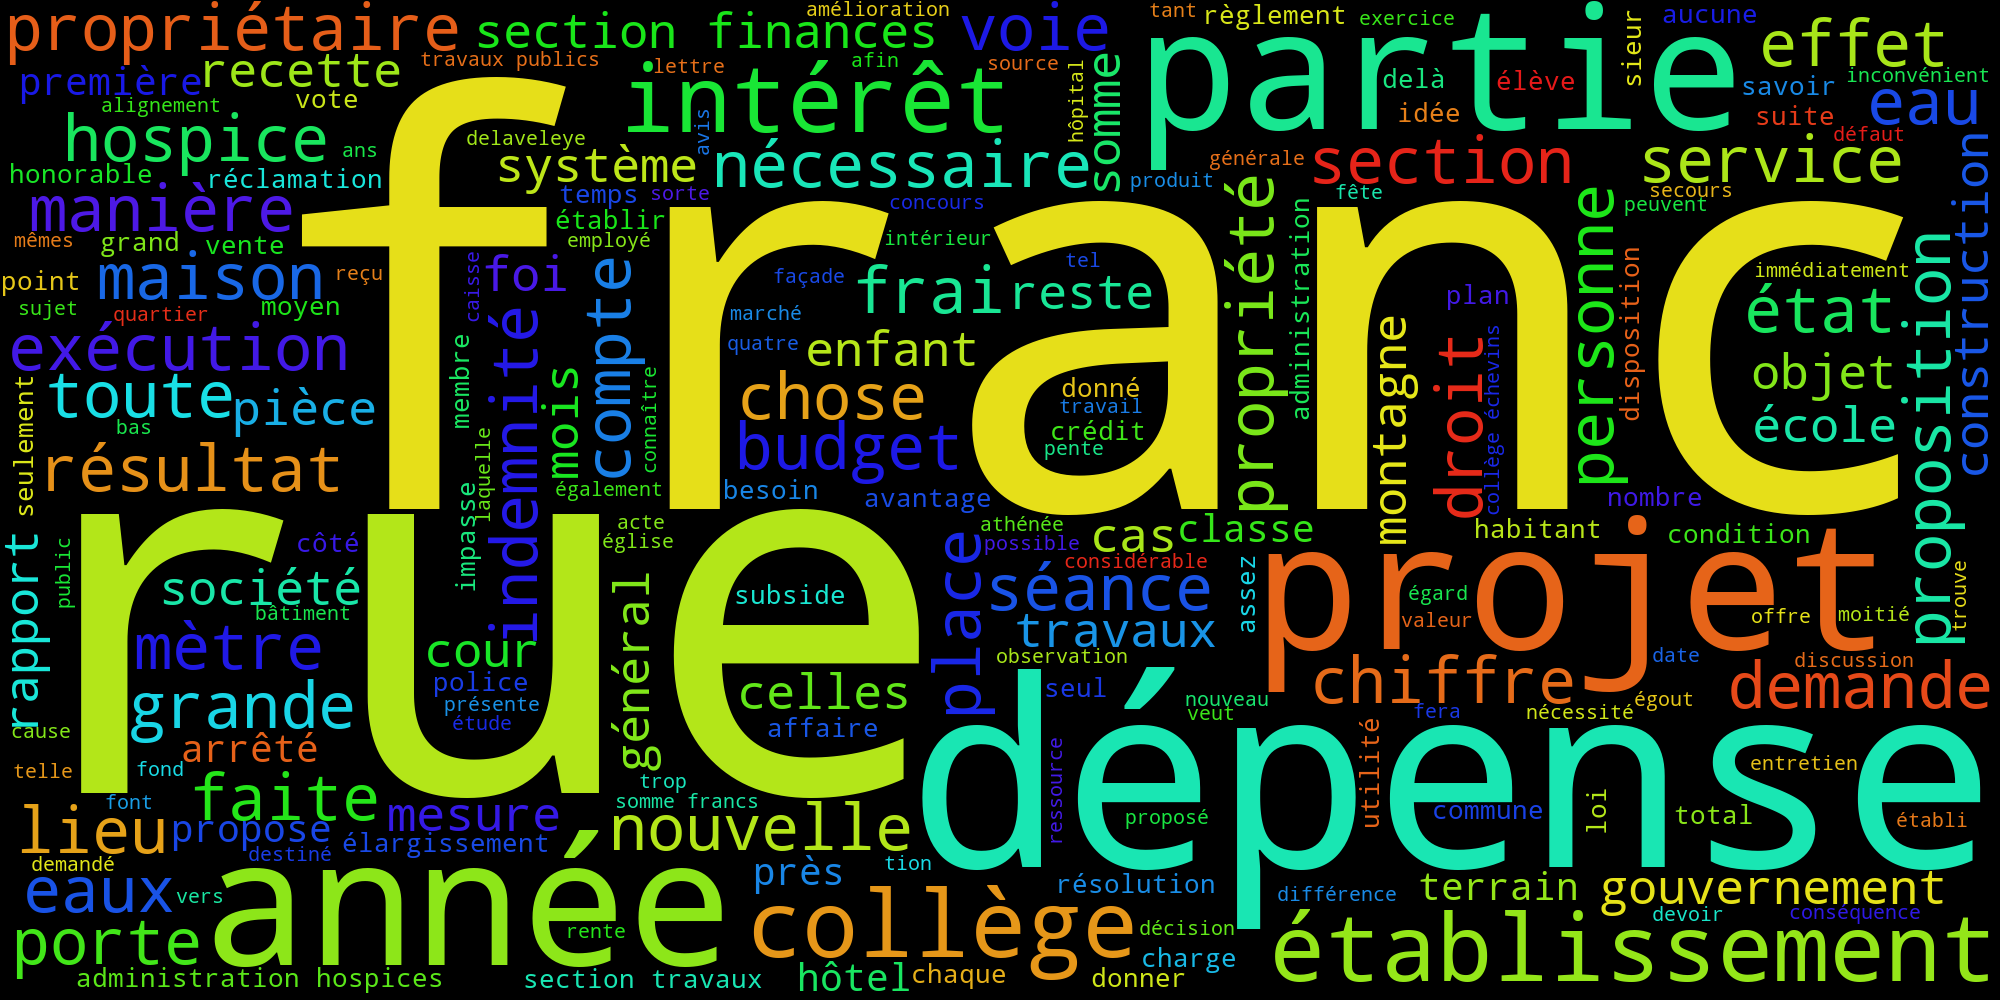 propriétaire
section finances
amélioration
voie
tant
règlement
exercice
sieur
aucune
effet
première
recette
travaux publics
lettre
afin
source
partie
delà
élève
savoir
inconvénient
alignement
vote
intérêt
hôpital
somme
idée
suite
eau
hospice
ans
delaveleye
avis
système
nécessaire
générale
section
service
défaut
honorable
réclamation
temps
sorte
produit
fête
secours
manière
établir
concours
peuvent
mêmes
grand
vente
employé
intérieur
franc
propriété
administration
personne
disposition
construction
point
maison
reçu
caisse
foi
compte
façade
tel
frai
reste
plan
immédiatement
état
proposition
sujet
quartier
moyen
marché
exécution
membre
indemnité
mois
quatre
enfant
montagne
droit
collège échevins
objet
seulement
toute
pièce
bas
laquelle
connaître
chose
donné
travail
crédit
pente
école
résultat
impasse
également
budget
besoin
avantage
nombre
rapport
public
côté
acte
église
athénée
possible
cas
classe
habitant
condition
société
bâtiment
rue
général
subside
place
considérable
séance
assez
égard
valeur
projet
offre
moitié
trouve
mètre
cour
travaux
observation
date
discussion
grande
police
présente
étude
celles
affaire
seul
nouveau
veut
chiffre
fera
nécessité
égout
demande
cause
arrêté
telle
fond
trop
somme francs
ressource
dépense
utilité
entretien
faite
font
lieu
propose
mesure
nouvelle
proposé
commune
loi
total
établi
destiné
élargissement
demandé
eaux
vers
année
près
tion
résolution
différence
terrain
gouvernement
porte
rente
collège
décision
devoir
conséquence
administration hospices
section travaux
hôtel
chaque
donner
charge
établissement